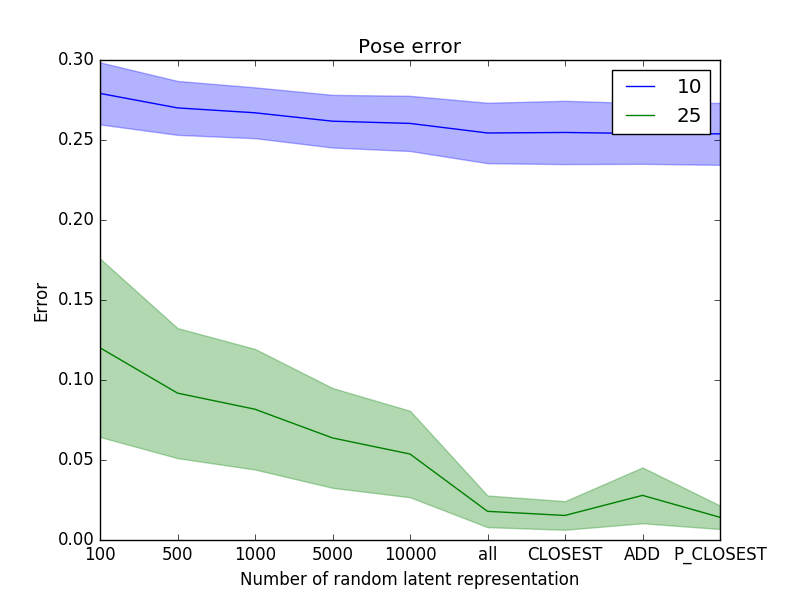 Pose error
0.30
0.25
0.20
0.15
0.10
0.05
0.00
Error
10
25
100 500 1000 5000 10000 all CLOSEST ADD P_CLOSEST
Number of random latent representation